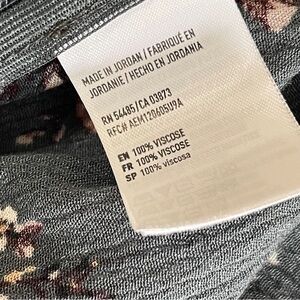 MADE IN JORDAN / FABRIQUÉ EN
JORDANIE / HECHO EN JORDANIA
RN 54485 / CA 03873
RFC# AEM120605U9A
EN 100% VISCOSE
FR 100% VISCOSE
SP 100% viscosa